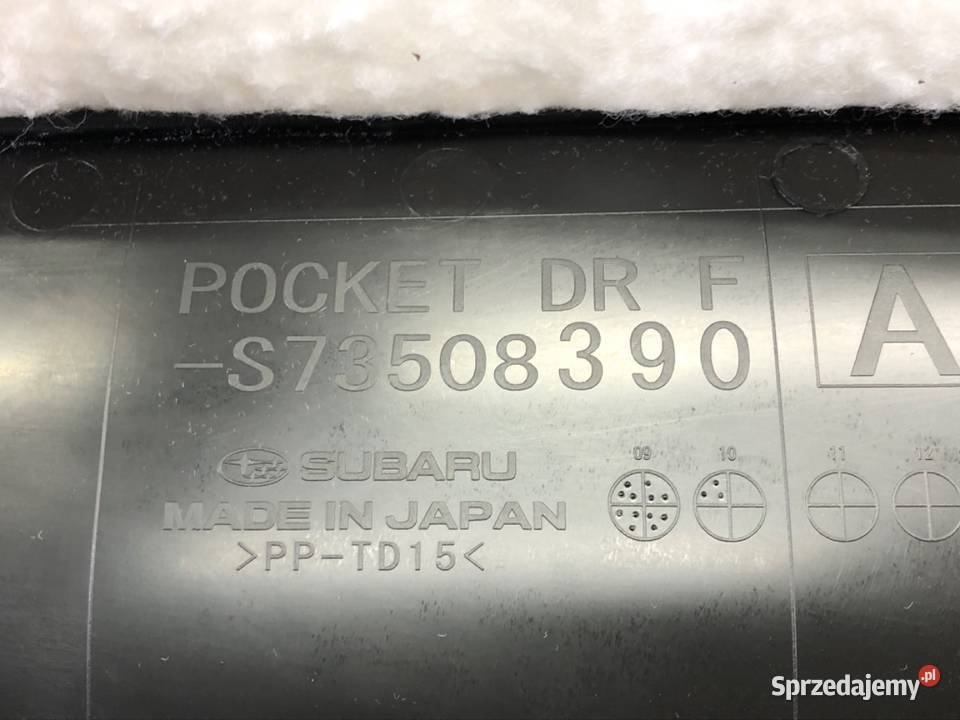 POCKET DR F
-S73508390
A
SUBARU
MADE IN JAPAN
>PP-TD15<
09 10 11 12
Sprzedajemy.pl